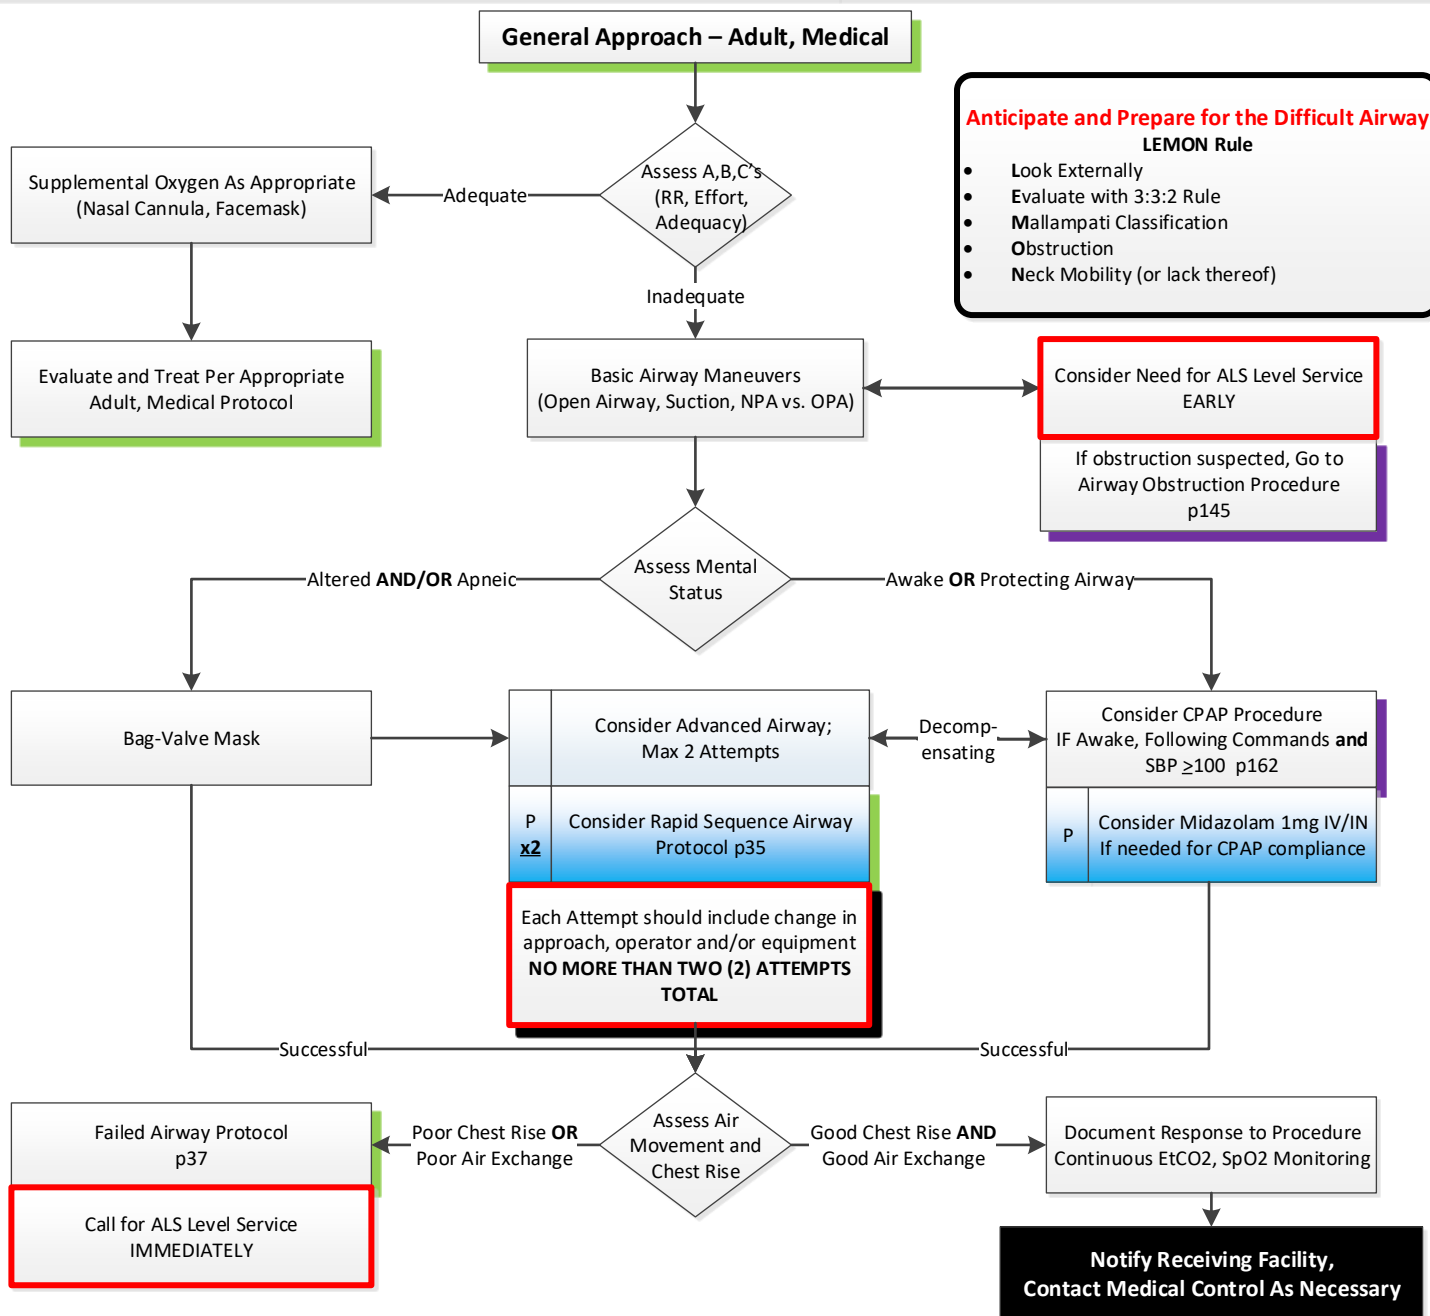 General Approach – Adult, Medical
Anticipate and Prepare for the Difficult Airway
LEMON Rule
• Look Externally
• Evaluate with 3:3:2 Rule
• Mallampati Classification
• Obstruction
• Neck Mobility (or lack thereof)
Assess A,B,C's
(RR, Effort,
Adequacy)
Adequate
Supplemental Oxygen As Appropriate
(Nasal Cannula, Facemask)
Evaluate and Treat Per Appropriate
Adult, Medical Protocol
Inadequate
Basic Airway Maneuvers
(Open Airway, Suction, NPA vs. OPA)
Consider Need for ALS Level Service
EARLY
If obstruction suspected, Go to
Airway Obstruction Procedure
p145
Assess Mental
Status
Altered AND/OR Apneic
Awake OR Protecting Airway
Bag-Valve Mask
Consider Advanced Airway;
Max 2 Attempts
P
x2
Consider Rapid Sequence Airway
Protocol p35
Each Attempt should include change in
approach, operator and/or equipment
NO MORE THAN TWO (2) ATTEMPTS
TOTAL
Decomp-
ensating
Consider CPAP Procedure
IF Awake, Following Commands and
SBP ≥100 p162
P
Consider Midazolam 1mg IV/IN
If needed for CPAP compliance
Successful
Successful
Assess Air
Movement and
Chest Rise
Poor Chest Rise OR
Poor Air Exchange
Failed Airway Protocol
p37
Call for ALS Level Service
IMMEDIATELY
Good Chest Rise AND
Good Air Exchange
Document Response to Procedure
Continuous EtCO2, SpO2 Monitoring
Notify Receiving Facility,
Contact Medical Control As Necessary